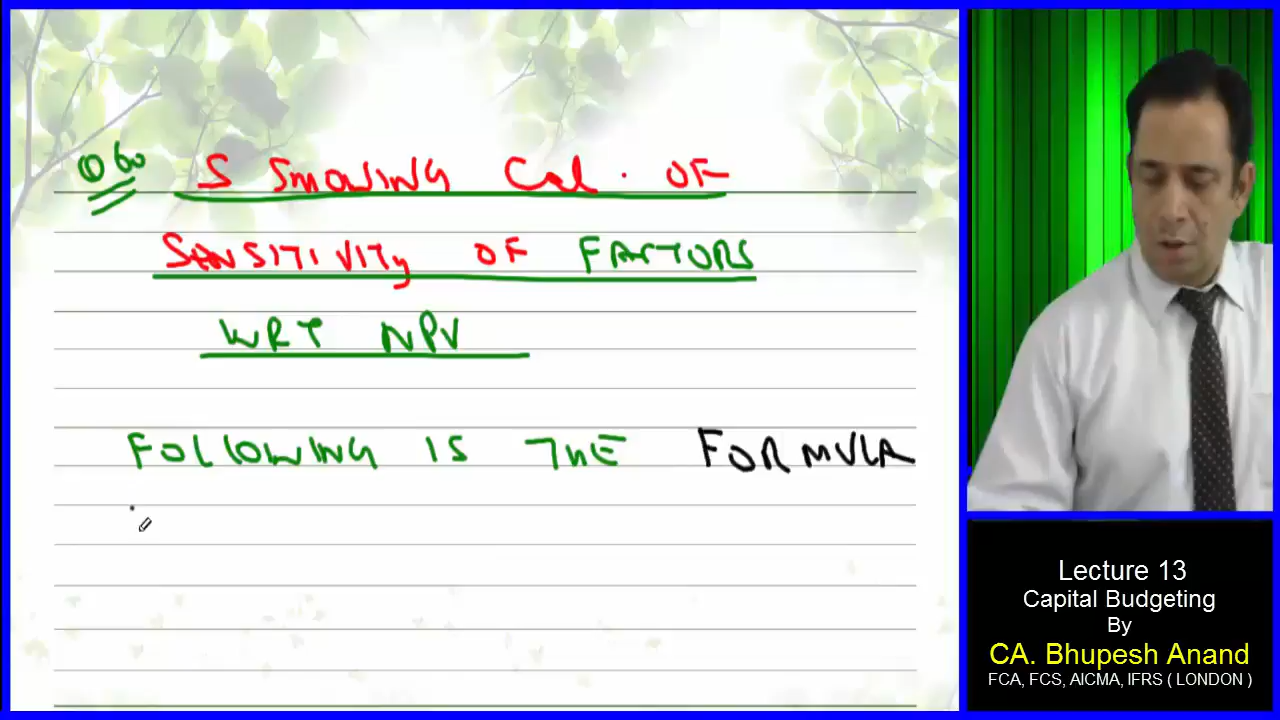 Q60 S SHOWING Cal. OF
SENSITIVITY OF FACTORS
WRT NPV
FOLLOWING IS THE FORMULA
Lecture 13
Capital Budgeting
By
CA. Bhupesh Anand
FCA, FCS, AICMA, IFRS ( LONDON )